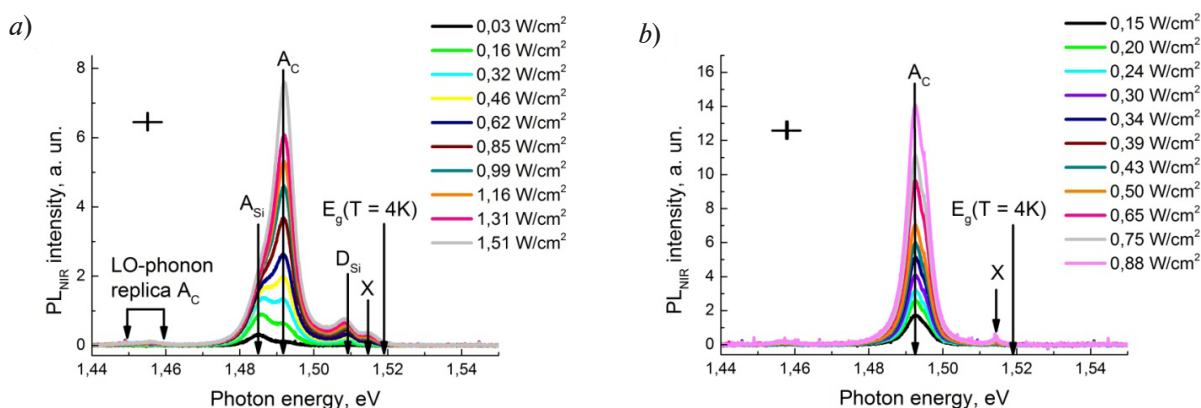 a)
PL_NIR intensity, a. un.
8
6
4
2
0
1,44 1,46 1,48 1,50 1,52 1,54
Photon energy, eV
LO-phonon
replica A_C
A_Si
A_C
D_Si
X
E_g(T = 4K)
0,03 W/cm²
0,16 W/cm²
0,32 W/cm²
0,46 W/cm²
0,62 W/cm²
0,85 W/cm²
0,99 W/cm²
1,16 W/cm²
1,31 W/cm²
1,51 W/cm²
b)
PL_NIR intensity, a. un.
16
14
12
10
8
6
4
2
0
1,44 1,46 1,48 1,50 1,52 1,54
Photon energy, eV
A_C
X
E_g(T = 4K)
0,15 W/cm²
0,20 W/cm²
0,24 W/cm²
0,30 W/cm²
0,34 W/cm²
0,39 W/cm²
0,43 W/cm²
0,50 W/cm²
0,65 W/cm²
0,75 W/cm²
0,88 W/cm²